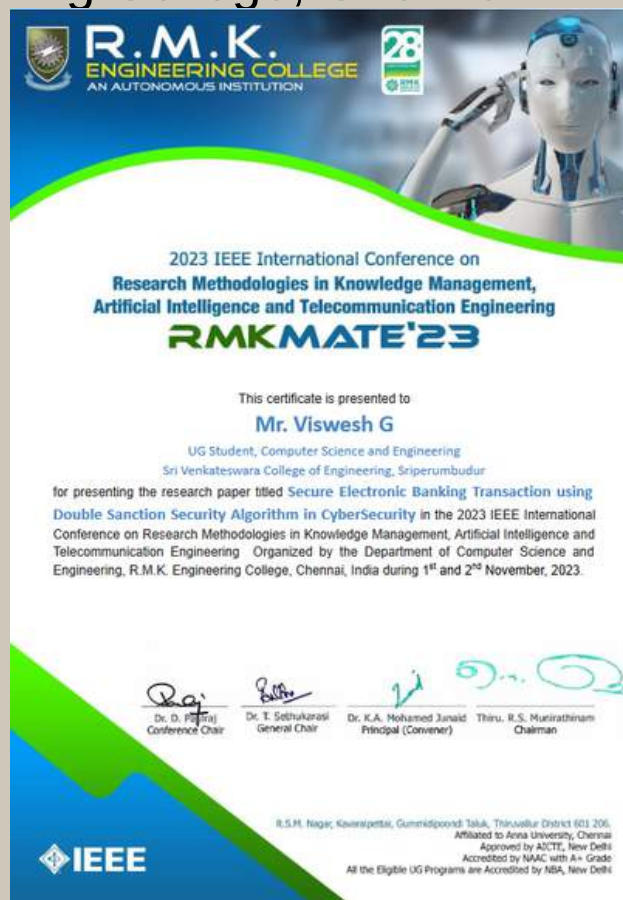 R.M.K.
ENGINEERING COLLEGE
AN AUTONOMOUS INSTITUTION
28
RMK
2023 IEEE International Conference on
Research Methodologies in Knowledge Management,
Artificial Intelligence and Telecommunication Engineering
RMKMATE'23
This certificate is presented to
Mr. Viswesh G
UG Student, Computer Science and Engineering
Sri Venkateswara College of Engineering, Sriperumbudur
for presenting the research paper titled Secure Electronic Banking Transaction using
Double Sanction Security Algorithm in CyberSecurity in the 2023 IEEE International
Conference on Research Methodologies in Knowledge Management, Artificial Intelligence and
Telecommunication Engineering Organized by the Department of Computer Science and
Engineering, R.M.K. Engineering College, Chennai, India during 1st and 2nd November, 2023.
Dr. D. Dr. T. Sethukarasi Dr. K.A. Mohamed Junaid Thiru. R.S. Munirathinam
Conference Chair General Chair Principal (Convener) Chairman
R.S.M. Nagar, Kavaraipettai, Gummidipoondi Taluk, Thiruvallur District 601 206.
Affiliated to Anna University, Chennai
Approved by AICTE, New Delhi
Accredited by NAAC with A+ Grade
All the Eligible UG Programs are Accredited by NBA, New Delhi
IEEE